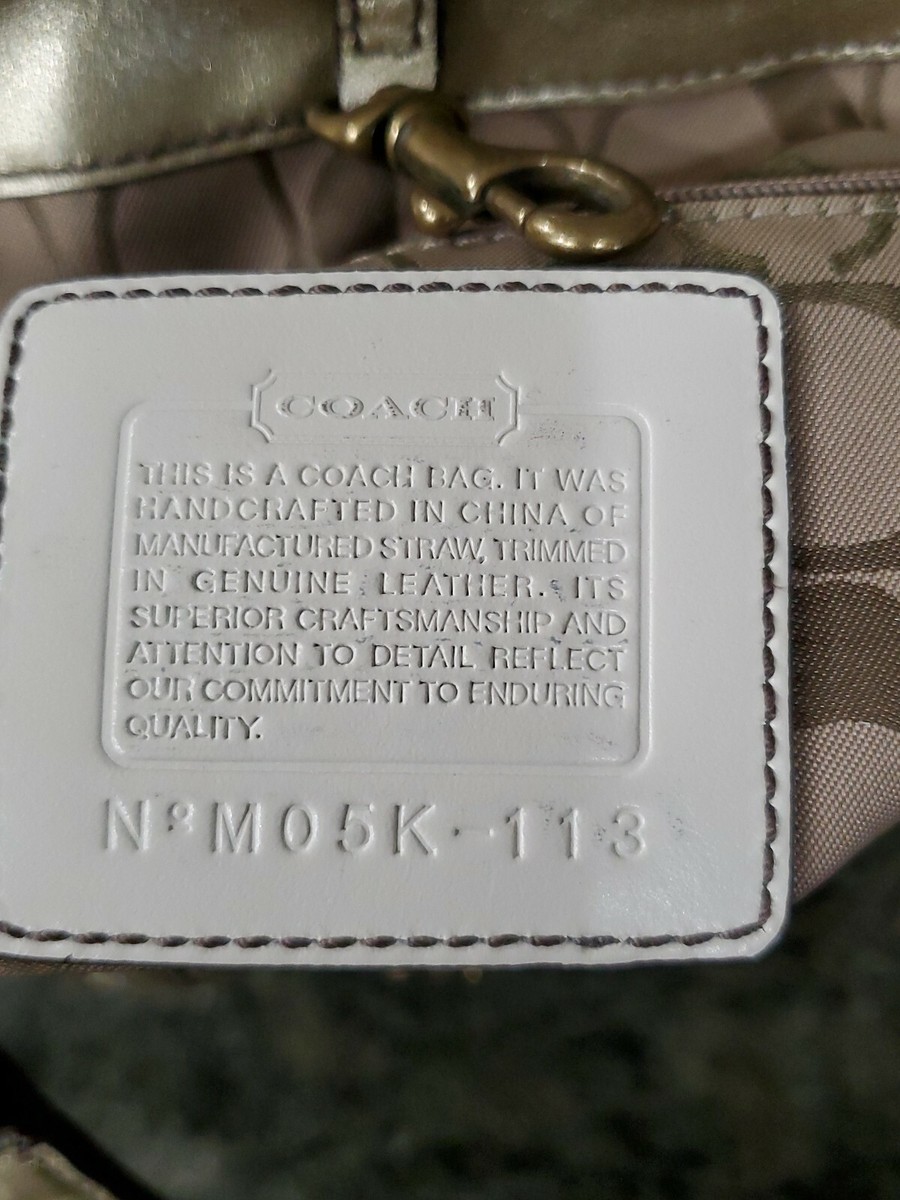 COACH
THIS IS A COACH BAG. IT WAS
HANDCRAFTED IN CHINA OF
MANUFACTURED STRAW, TRIMMED
IN GENUINE LEATHER. ITS
SUPERIOR CRAFTSMANSHIP AND
ATTENTION TO DETAIL REFLECT
OUR COMMITMENT TO ENDURING
QUALITY.
Nº M05K-113